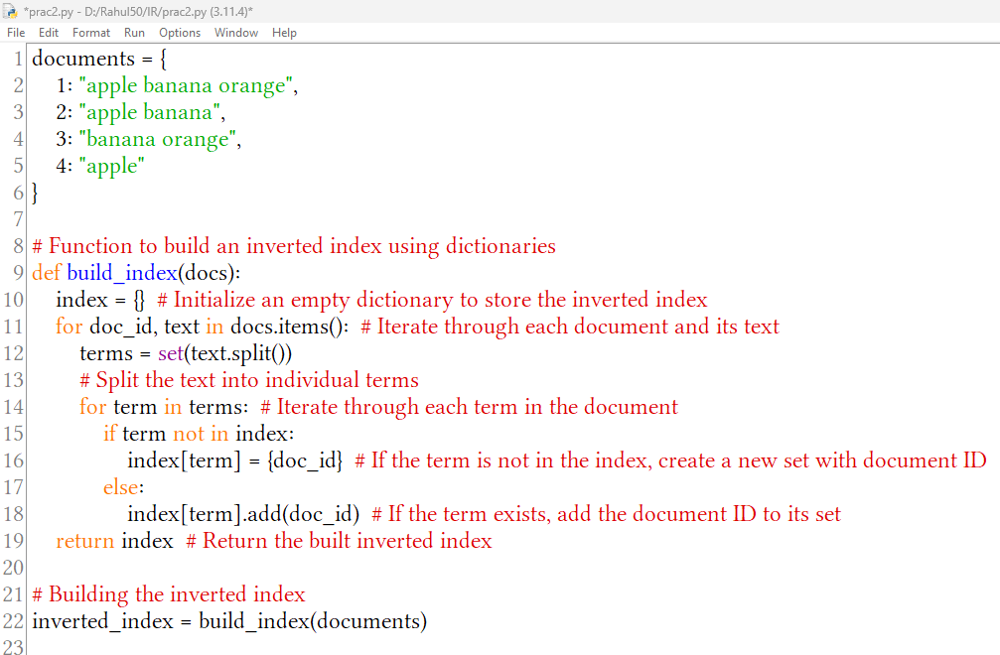 *prac2.py - D:/Rahul50/IR/prac2.py (3.11.4)*
File Edit Format Run Options Window Help
1 documents = {
2     1: "apple banana orange",
3     2: "apple banana",
4     3: "banana orange",
5     4: "apple"
6 }
7
8 # Function to build an inverted index using dictionaries
9 def build_index(docs):
10     index = {}  # Initialize an empty dictionary to store the inverted index
11     for doc_id, text in docs.items():  # Iterate through each document and its text
12         terms = set(text.split())
13         # Split the text into individual terms
14         for term in terms:  # Iterate through each term in the document
15             if term not in index:
16                 index[term] = {doc_id}  # If the term is not in the index, create a new set with document ID
17             else:
18                 index[term].add(doc_id)  # If the term exists, add the document ID to its set
19     return index  # Return the built inverted index
20
21 # Building the inverted index
22 inverted_index = build_index(documents)
23